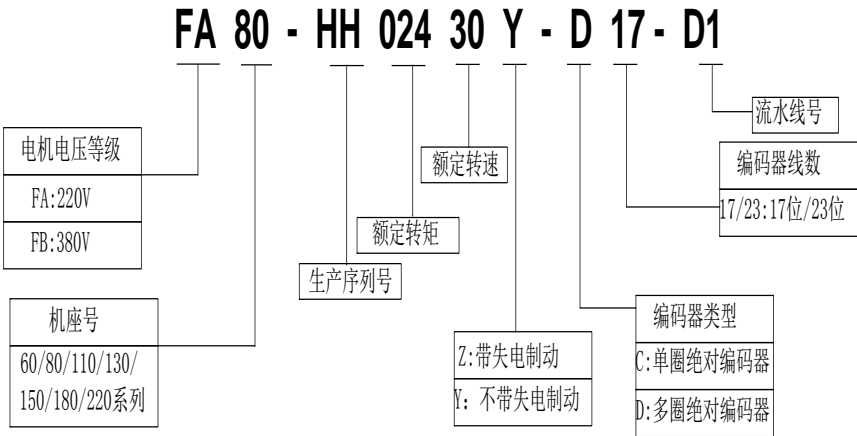 FA 80 - HH 024 30 Y - D 17 - D1
流水线号
电机电压等级
FA:220V
FB:380V
额定转速
编码器线数
17/23:17位/23位
额定转矩
生产序列号
机座号
60/80/110/130/
150/180/220系列
Z:带失电制动
Y: 不带失电制动
编码器类型
C:单圈绝对编码器
D:多圈绝对编码器